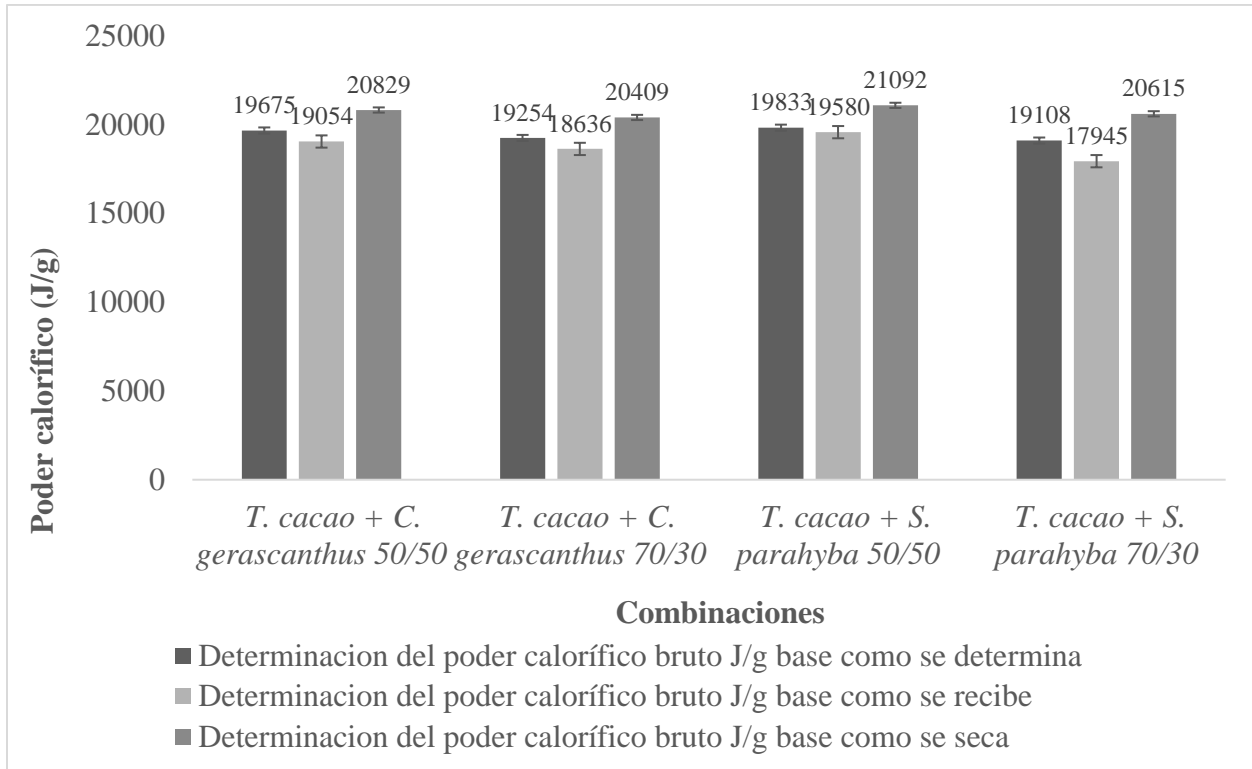 25000
20000
15000
10000
5000
0
Poder calorífico (J/g)
19675
19054
20829
19254
18636
20409
19833
19580
21092
19108
17945
20615
T. cacao + C.
gerascanthus 50/50
T. cacao + C.
gerascanthus 70/30
T. cacao + S.
parahyba 50/50
T. cacao + S.
parahyba 70/30
Combinaciones
Determinacion del poder calorífico bruto J/g base como se determina
Determinacion del poder calorífico bruto J/g base como se recibe
Determinacion del poder calorífico bruto J/g base como se seca